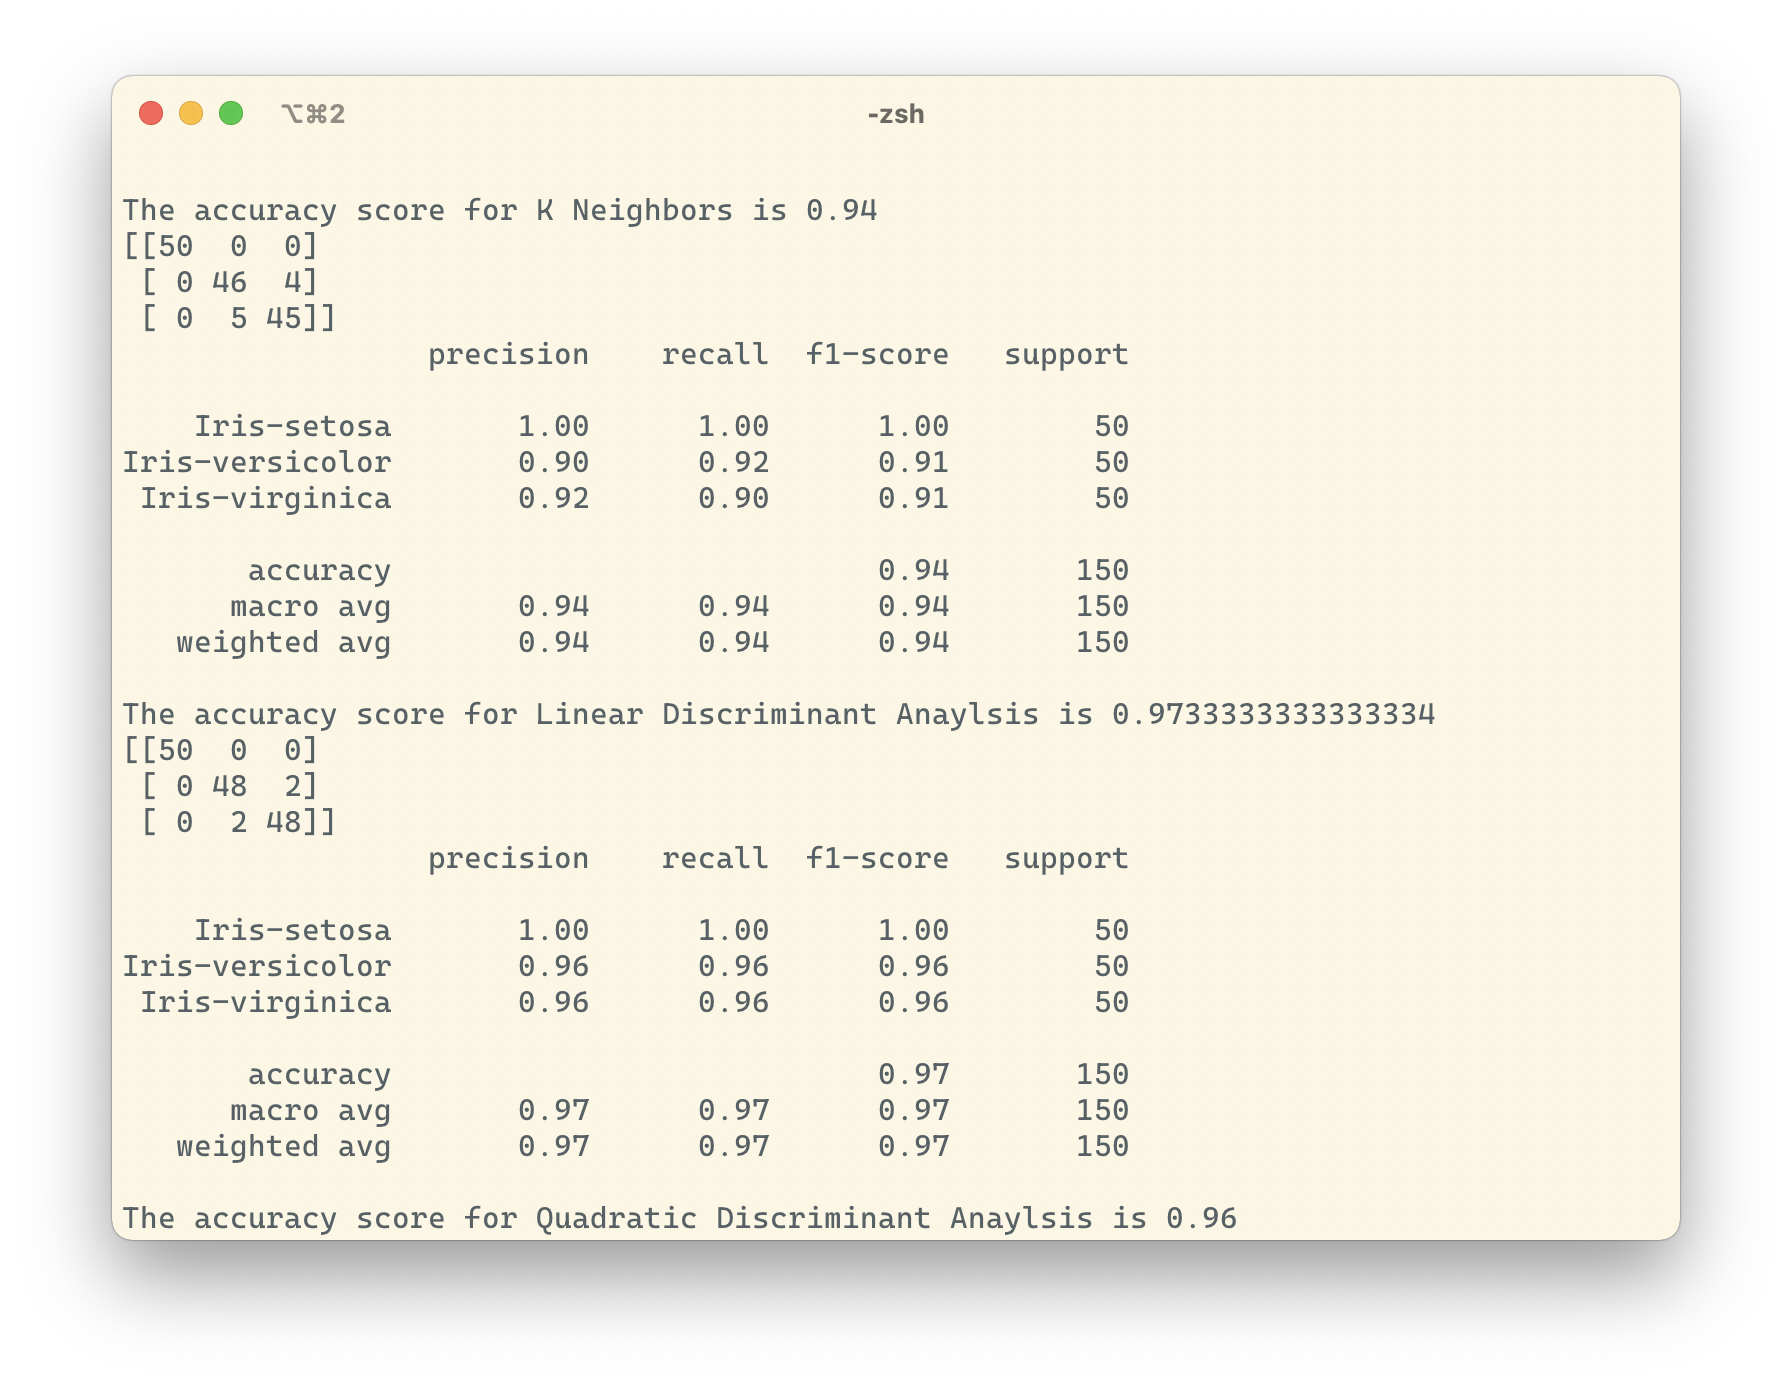 ⌥⌘2
-zsh
The accuracy score for K Neighbors is 0.94
[[50  0  0]
 [ 0 46  4]
 [ 0  5 45]]
                 precision    recall  f1-score   support

    Iris-setosa       1.00      1.00      1.00        50
Iris-versicolor       0.90      0.92      0.91        50
 Iris-virginica       0.92      0.90      0.91        50

       accuracy                           0.94       150
      macro avg       0.94      0.94      0.94       150
   weighted avg       0.94      0.94      0.94       150

The accuracy score for Linear Discriminant Anaylsis is 0.9733333333333334
[[50  0  0]
 [ 0 48  2]
 [ 0  2 48]]
                 precision    recall  f1-score   support

    Iris-setosa       1.00      1.00      1.00        50
Iris-versicolor       0.96      0.96      0.96        50
 Iris-virginica       0.96      0.96      0.96        50

       accuracy                           0.97       150
      macro avg       0.97      0.97      0.97       150
   weighted avg       0.97      0.97      0.97       150

The accuracy score for Quadratic Discriminant Anaylsis is 0.96